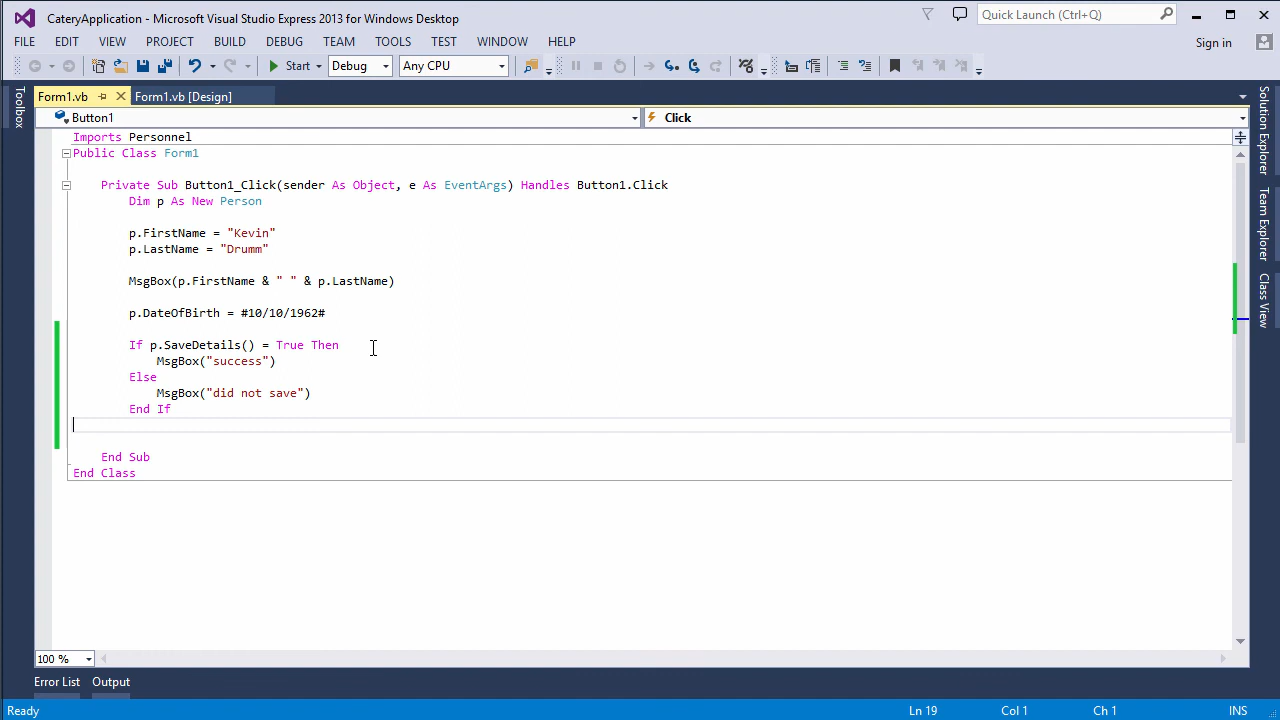 CateryApplication - Microsoft Visual Studio Express 2013 for Windows Desktop
Quick Launch (Ctrl+Q)
FILE EDIT VIEW PROJECT BUILD DEBUG TEAM TOOLS TEST WINDOW HELP
Sign in
Start Debug Any CPU
Toolbox
Form1.vb Form1.vb [Design]
Button1 Click
Imports Personnel
Public Class Form1
Private Sub Button1_Click(sender As Object, e As EventArgs) Handles Button1.Click
Dim p As New Person
p.FirstName = "Kevin"
p.LastName = "Drumm"
MsgBox(p.FirstName & " " & p.LastName)
p.DateOfBirth = #10/10/1962#
If p.SaveDetails() = True Then
MsgBox("success")
Else
MsgBox("did not save")
End If
End Sub
End Class
Solution Explorer
Team Explorer
Class View
100 %
Error List Output
Ready Ln 19 Col 1 Ch 1 INS